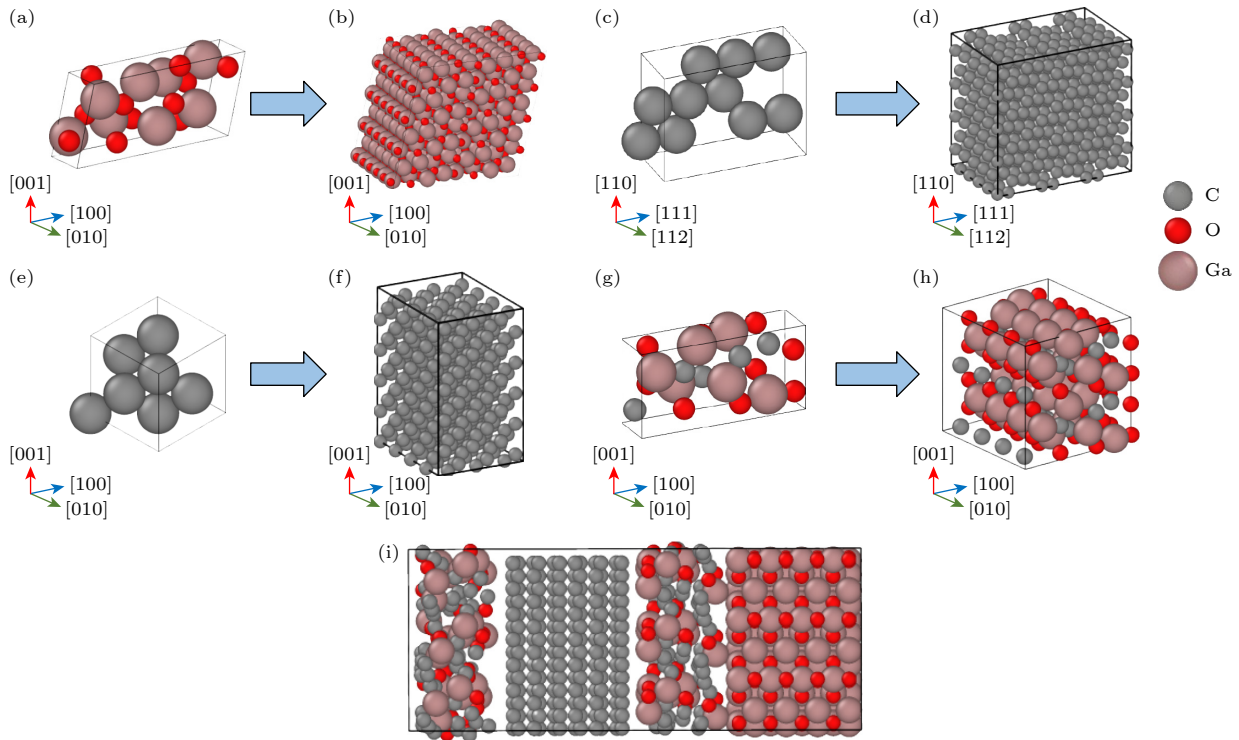 (a)
(b)
(c)
(d)
[001]
[100]
[010]
[001]
[100]
[010]
[110]
[111]
[112]
[110]
[111]
[112]
C
O
Ga
(e)
(f)
(g)
(h)
[001]
[100]
[010]
[001]
[100]
[010]
[001]
[100]
[010]
[001]
[100]
[010]
(i)